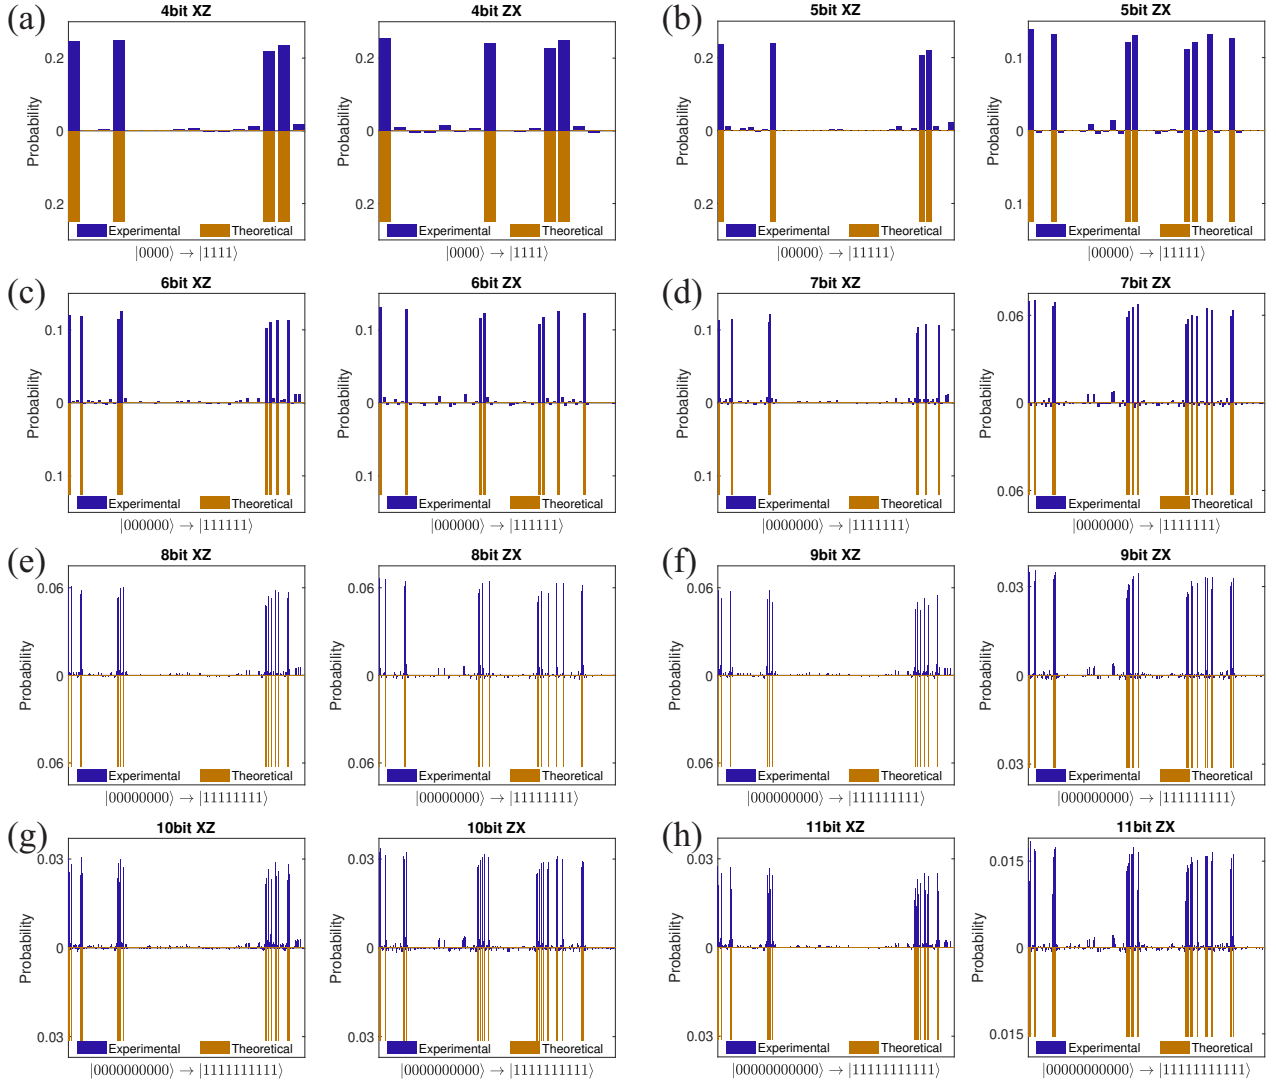 (a)
4bit XZ
Probability
0.2
0
0.2
Experimental Theoretical
|0000⟩ → |1111⟩
4bit ZX
Probability
0.2
0
0.2
Experimental Theoretical
|0000⟩ → |1111⟩
(b)
5bit XZ
Probability
0.2
0
0.2
Experimental Theoretical
|00000⟩ → |11111⟩
5bit ZX
Probability
0.1
0
0.1
Experimental Theoretical
|00000⟩ → |11111⟩
(c)
6bit XZ
Probability
0.1
0
0.1
Experimental Theoretical
|000000⟩ → |111111⟩
6bit ZX
Probability
0.1
0
0.1
Experimental Theoretical
|000000⟩ → |111111⟩
(d)
7bit XZ
Probability
0.1
0
0.1
Experimental Theoretical
|0000000⟩ → |1111111⟩
7bit ZX
Probability
0.06
0
0.06
Experimental Theoretical
|0000000⟩ → |1111111⟩
(e)
8bit XZ
Probability
0.06
0
0.06
Experimental Theoretical
|00000000⟩ → |11111111⟩
8bit ZX
Probability
0.06
0
0.06
Experimental Theoretical
|00000000⟩ → |11111111⟩
(f)
9bit XZ
Probability
0.06
0
0.06
Experimental Theoretical
|000000000⟩ → |111111111⟩
9bit ZX
Probability
0.03
0
0.03
Experimental Theoretical
|000000000⟩ → |111111111⟩
(g)
10bit XZ
Probability
0.03
0
0.03
Experimental Theoretical
|0000000000⟩ → |1111111111⟩
10bit ZX
Probability
0.03
0
0.03
Experimental Theoretical
|0000000000⟩ → |1111111111⟩
(h)
11bit XZ
Probability
0.03
0
0.03
Experimental Theoretical
|00000000000⟩ → |11111111111⟩
11bit ZX
Probability
0.015
0
0.015
Experimental Theoretical
|00000000000⟩ → |11111111111⟩